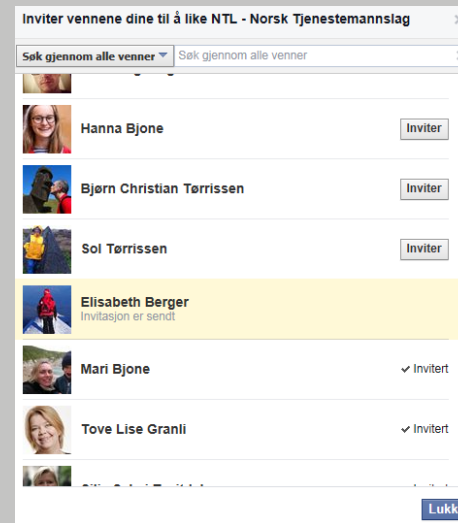 Inviter vennene dine til å like NTL - Norsk Tjenestemannslag
Søk gjennom alle venner Søk gjennom alle venner
Hanna Bjone Inviter
Bjørn Christian Tørrissen Inviter
Sol Tørrissen Inviter
Elisabeth Berger
Invitasjon er sendt
Mari Bjone Invitert
Tove Lise Granli Invitert
Lukk